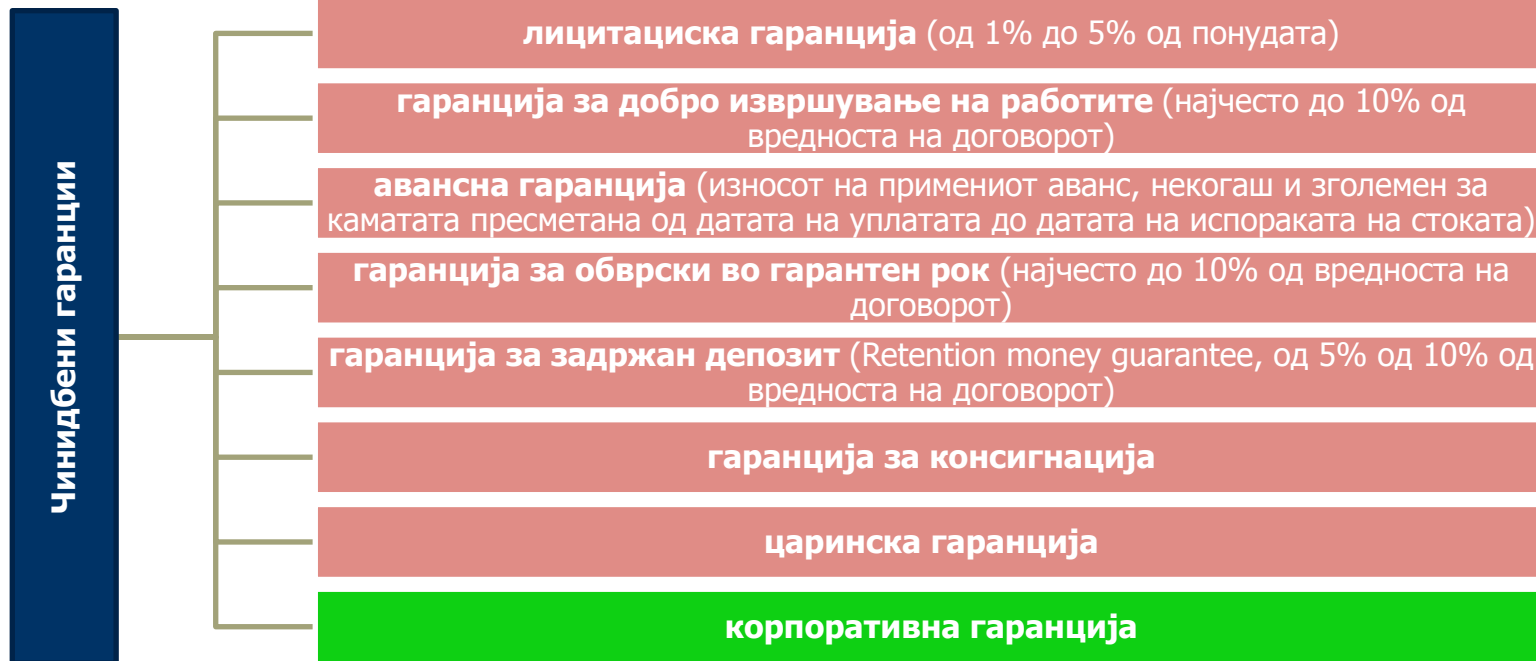 Чинидбени гаранции
лицитациска гаранција (од 1% до 5% од понудата)
гаранција за добро извршување на работите (најчесто до 10% од
вредноста на договорот)
авансна гаранција (износот на примениот аванс, некогаш и зголемен за
каматата пресметана од датата на уплатата до датата на испораката на стоката)
гаранција за обврски во гарантен рок (најчесто до 10% од вредноста на
договорот)
гаранција за задржан депозит (Retention money guarantee, од 5% од 10% од
вредноста на договорот)
гаранција за консигнација
царинска гаранција
корпоративна гаранција